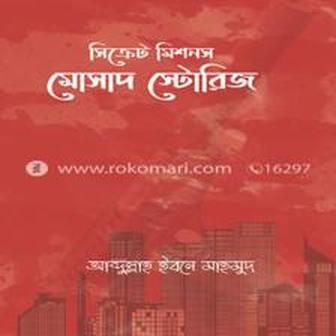 সিক্রেট মিশনস
মোসাদ স্টোরিজ
www.rokomari.com 16297
আব্দুল্লাহ ইবনে মাহমুদ